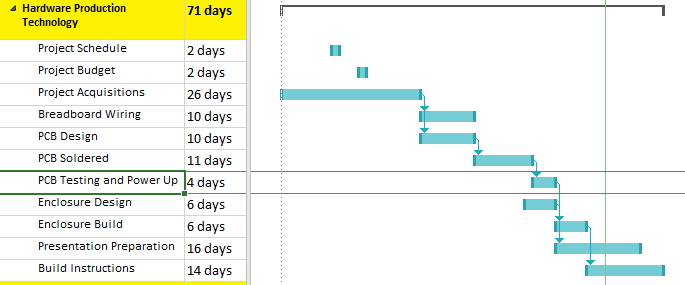 Hardware Production 71 days
Technology
Project Schedule 2 days
Project Budget 2 days
Project Acquisitions 26 days
Breadboard Wiring 10 days
PCB Design 10 days
PCB Soldered 11 days
PCB Testing and Power Up 4 days
Enclosure Design 6 days
Enclosure Build 6 days
Presentation Preparation 16 days
Build Instructions 14 days